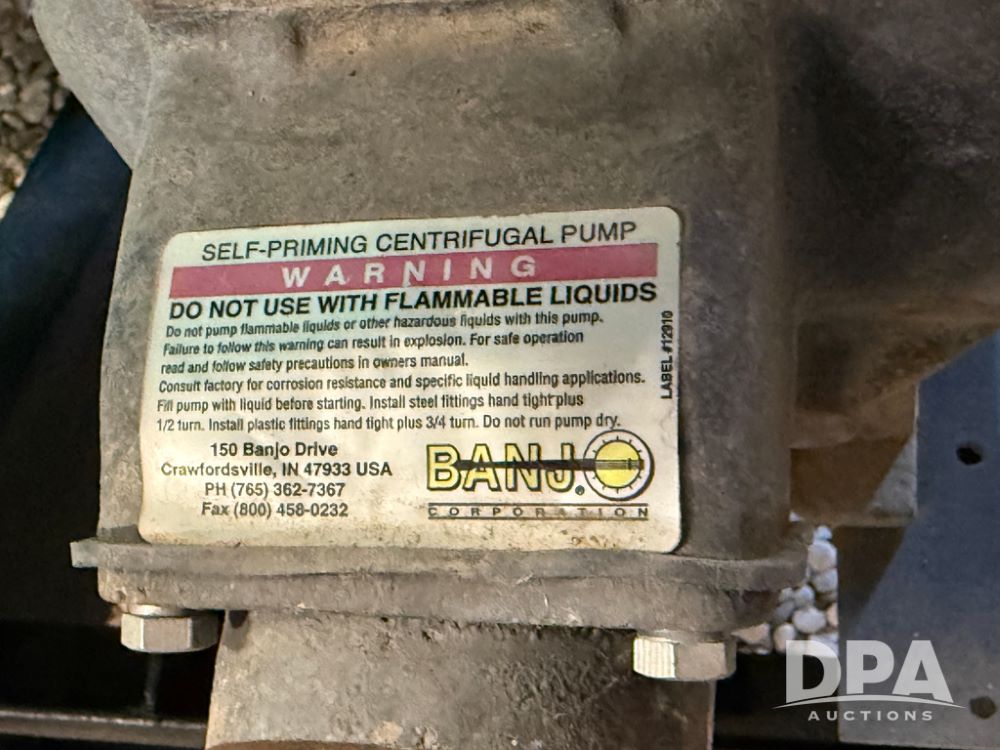 SELF-PRIMING CENTRIFUGAL PUMP
WARNING
DO NOT USE WITH FLAMMABLE LIQUIDS
Do not pump flammable liquids or other hazardous liquids with this pump.
Failure to follow this warning can result in explosion. For safe operation
read and follow safety precautions in owners manual.
Consult factory for corrosion resistance and specific liquid handling applications.
Fill pump with liquid before starting. Install steel fittings hand tight plus
1/2 turn. Install plastic fittings hand tight plus 3/4 turn. Do not run pump dry.
LABEL #12910
150 Banjo Drive
Crawfordsville, IN 47933 USA
PH (765) 362-7367
Fax (800) 458-0232
BANJO
CORPORATION
DPA
AUCTIONS